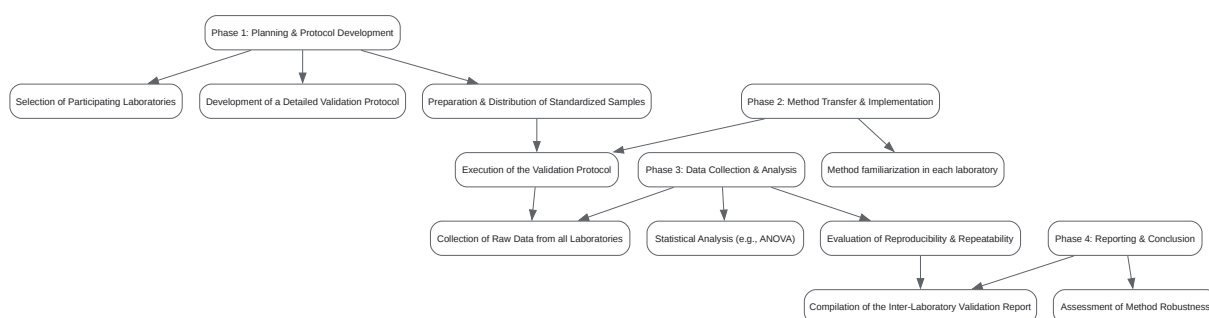 Phase 1: Planning & Protocol Development
Selection of Participating Laboratories
Development of a Detailed Validation Protocol
Preparation & Distribution of Standardized Samples
Phase 2: Method Transfer & Implementation
Execution of the Validation Protocol
Phase 3: Data Collection & Analysis
Method familiarization in each laboratory
Collection of Raw Data from all Laboratories
Statistical Analysis (e.g., ANOVA)
Evaluation of Reproducibility & Repeatability
Phase 4: Reporting & Conclusion
Compilation of the Inter-Laboratory Validation Report
Assessment of Method Robustness